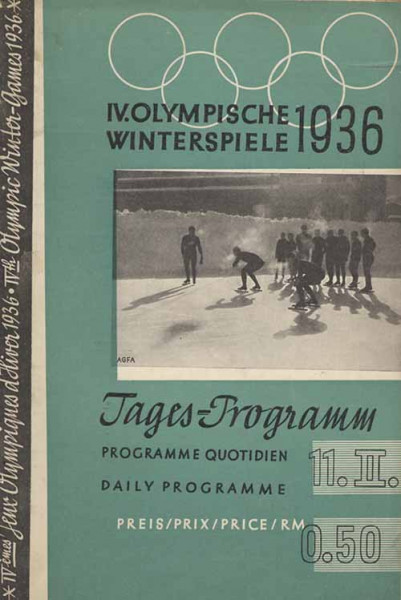 *IVèmes Jeux Olympiques d'Hiver 1936 • IVth Olympic Winter-Games 1936*
IV.OLYMPISCHE
WINTERSPIELE 1936
AGFA
Tages=Programm
PROGRAMME QUOTIDIEN
DAILY PROGRAMME
11. II.
PREIS/PRIX/PRICE/RM
0.50